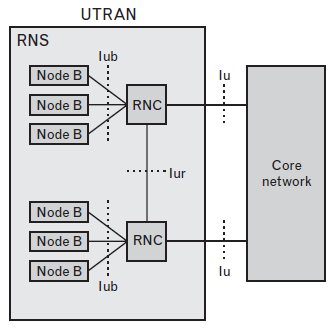 UTRAN
RNS
Iub
Iu
Node B
Node B
RNC
Node B
Core
network
Iur
Node B
Node B
RNC
Node B
Iub
Iu